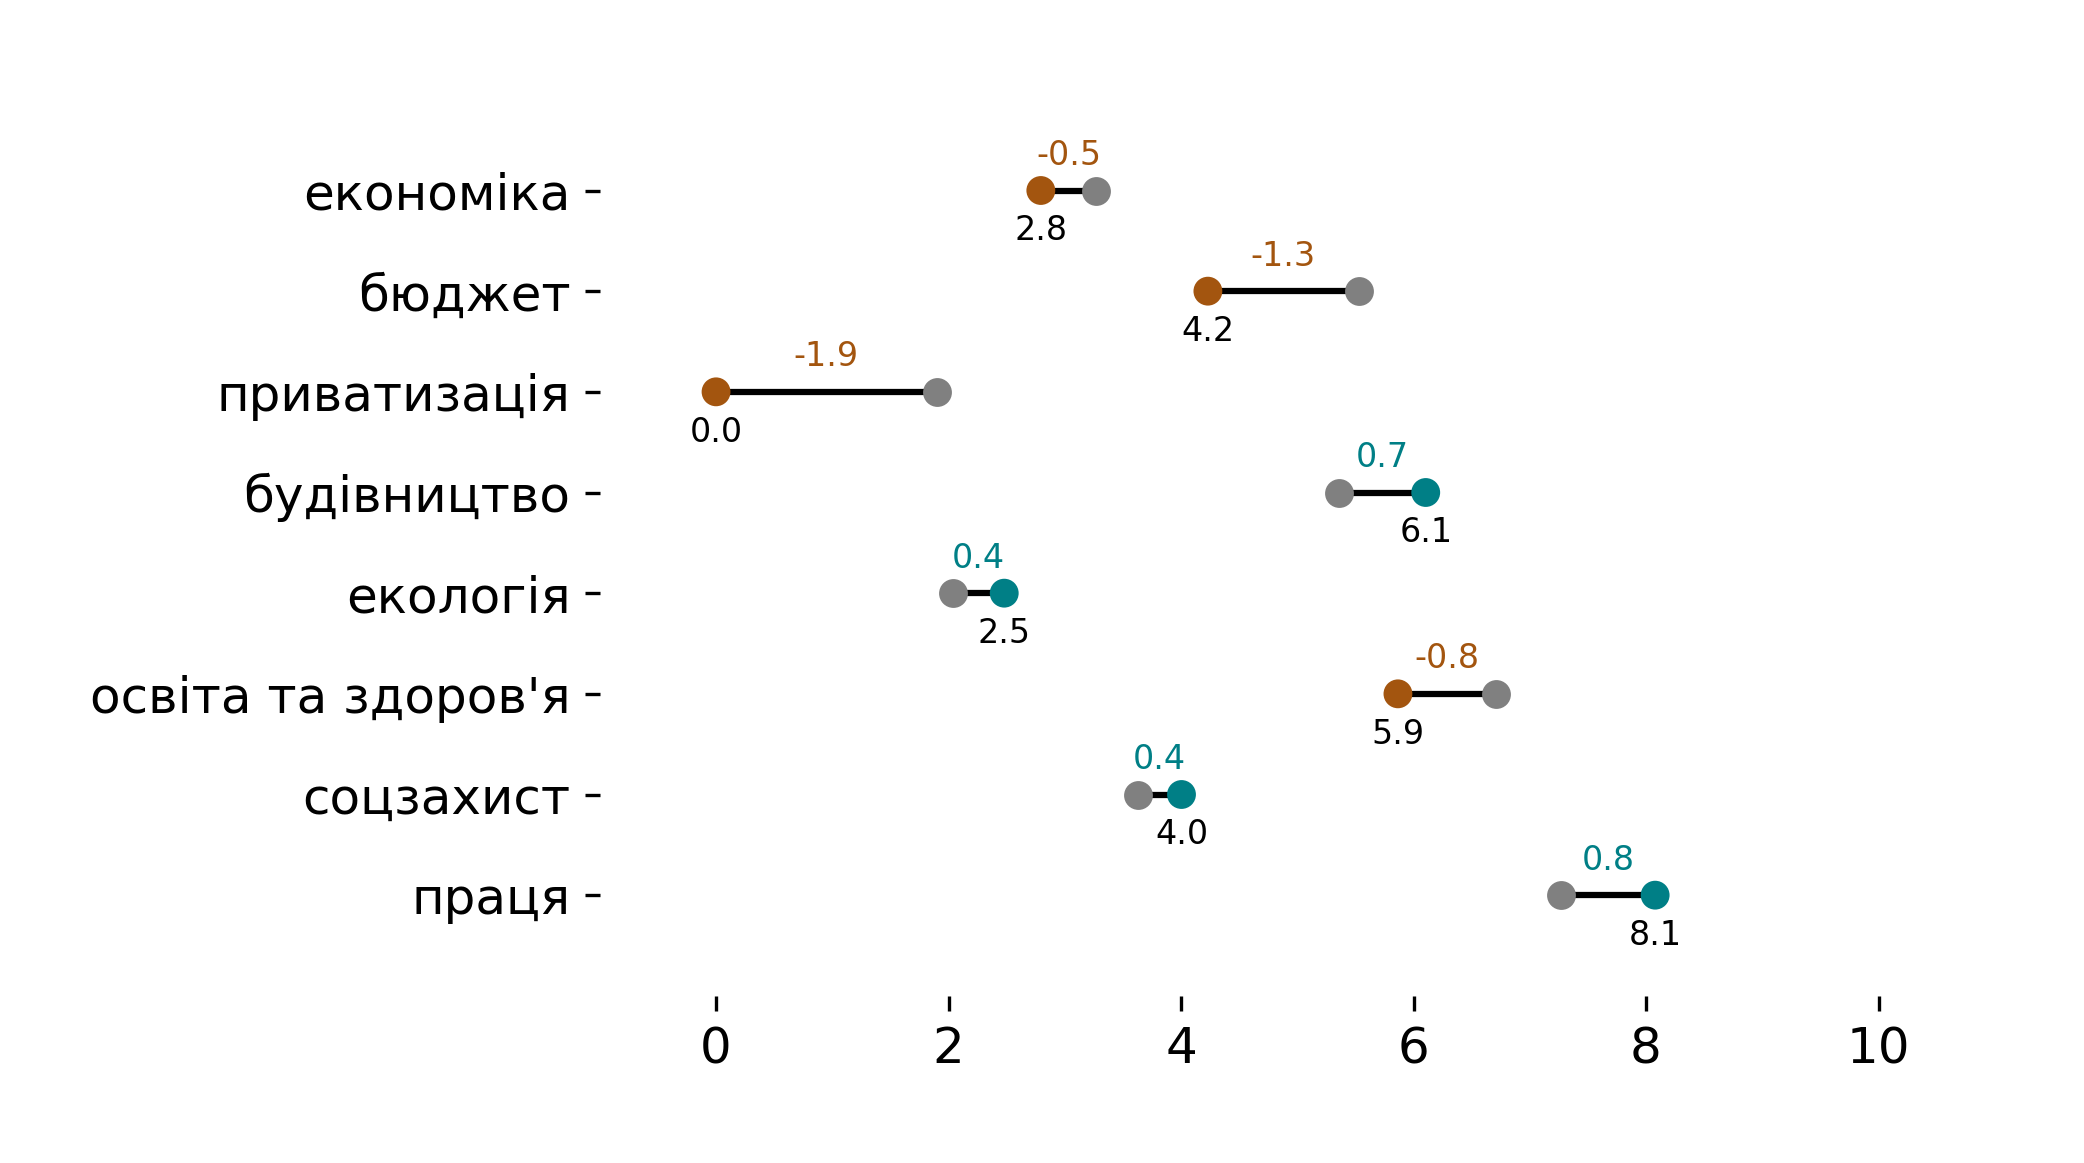 -0.5
економіка
2.8
-1.3
бюджет
4.2
-1.9
приватизація
0.0
0.7
будівництво
6.1
0.4
екологія
2.5
-0.8
освіта та здоров'я
5.9
0.4
соцзахист
4.0
0.8
праця
8.1
0 2 4 6 8 10